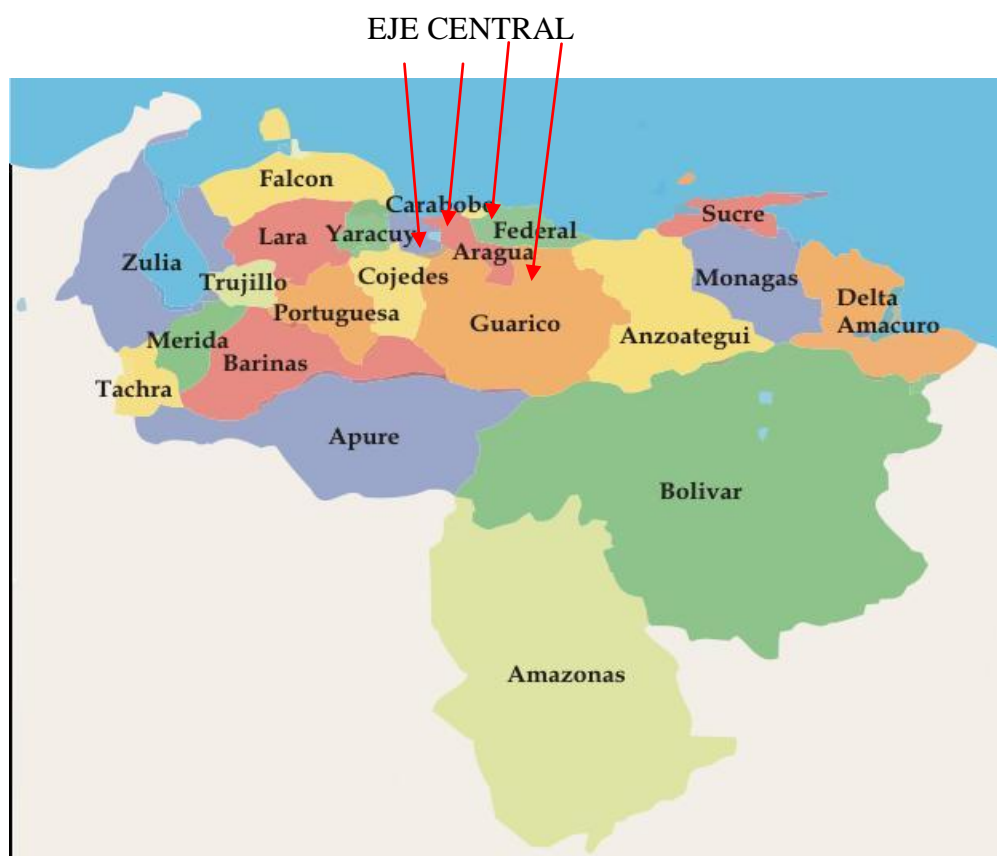 EJE CENTRAL
Falcon
Carabobo
Sucre
Lara
Yaracuy
Federal
Aragua
Zulia
Trujillo
Cojedes
Monagas
Delta
Amacuro
Portuguesa
Guarico
Merida
Anzoategui
Barinas
Tachra
Apure
Bolivar
Amazonas